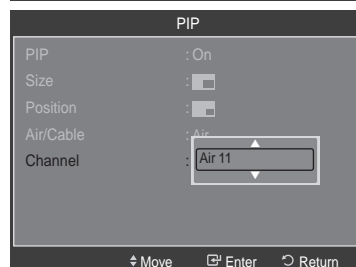 PIP
PIP : On
Size :
Position :
Air/Cable : Air
Channel : Air 11
Move Enter Return